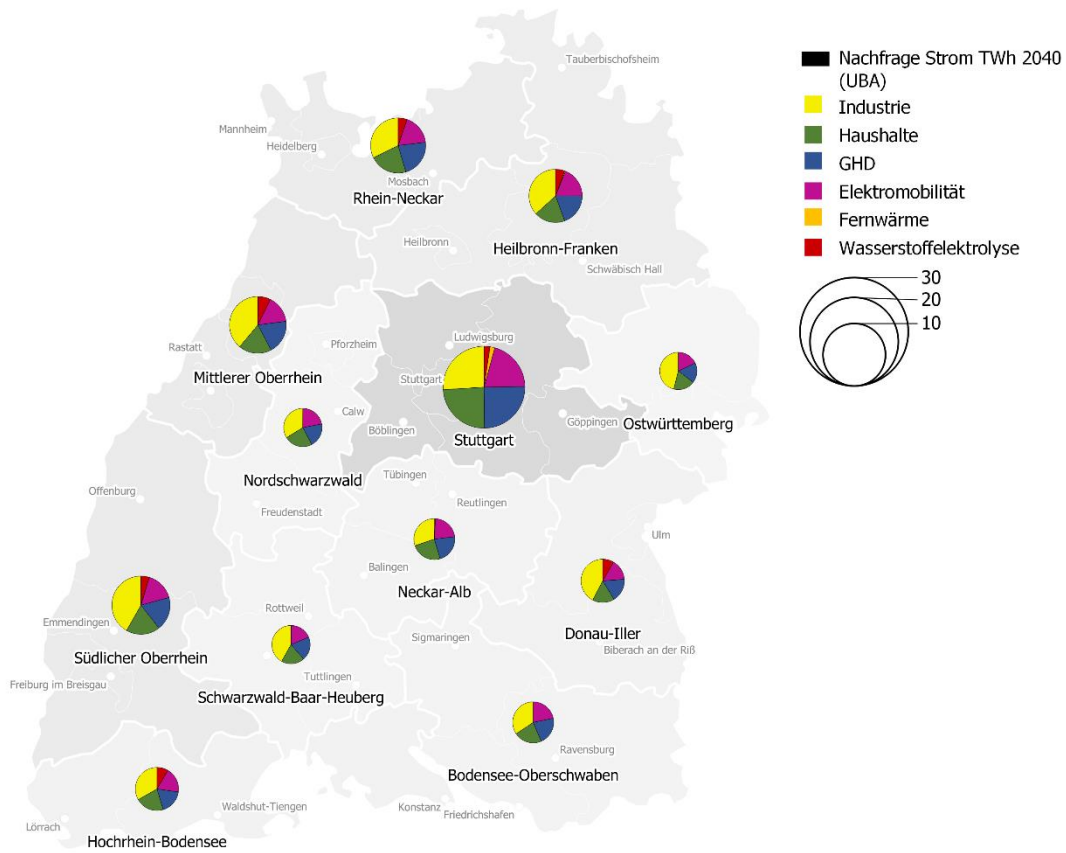 Nachfrage Strom TWh 2040
(UBA)
Industrie
Haushalte
GHD
Elektromobilität
Fernwärme
Wasserstoffelektrolyse
30
20
10
Tauberbischofsheim
Mannheim
Heidelberg
Mosbach
Rhein-Neckar
Heilbronn
Heilbronn-Franken
Schwäbisch Hall
Rastatt
Pforzheim
Ludwigsburg
Mittlerer Oberrhein
Stuttgart
Calw
Böblingen
Göppingen
Stuttgart
Ostwürttemberg
Nordschwarzwald
Tübingen
Offenburg
Freudenstadt
Reutlingen
Ulm
Balingen
Neckar-Alb
Rottweil
Emmendingen
Donau-Iller
Sigmaringen
Biberach an der Riß
Südlicher Oberrhein
Freiburg im Breisgau
Tuttlingen
Schwarzwald-Baar-Heuberg
Ravensburg
Bodensee-Oberschwaben
Waldshut-Tiengen
Konstanz
Friedrichshafen
Lörrach
Hochrhein-Bodensee